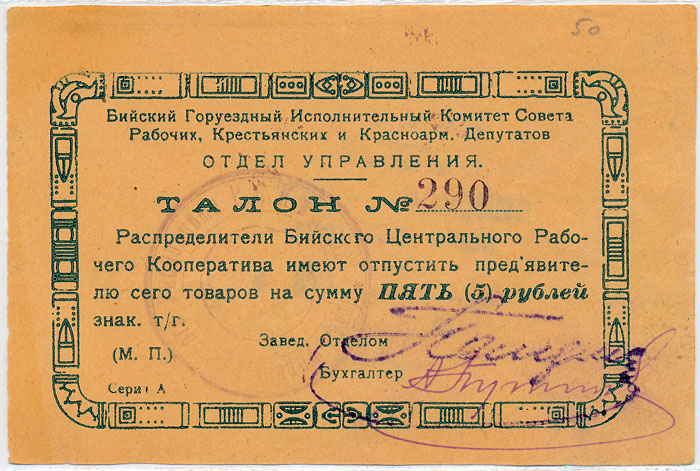 50
Бийский Горуездный Исполнительный Комитет Совета
Рабочих, Крестьянских и Красноарм. Депутатов
ОТДЕЛ УПРАВЛЕНИЯ.
ТАЛОН № 290
Распределители Бийского Центрального Рабо-
чего Кооператива имеют отпустить пред'явите-
лю сего товаров на сумму ПЯТЬ (5) рублей
знак. т/г.
Завед. Отделом
(М. П.)
Бухгалтер
Серия А